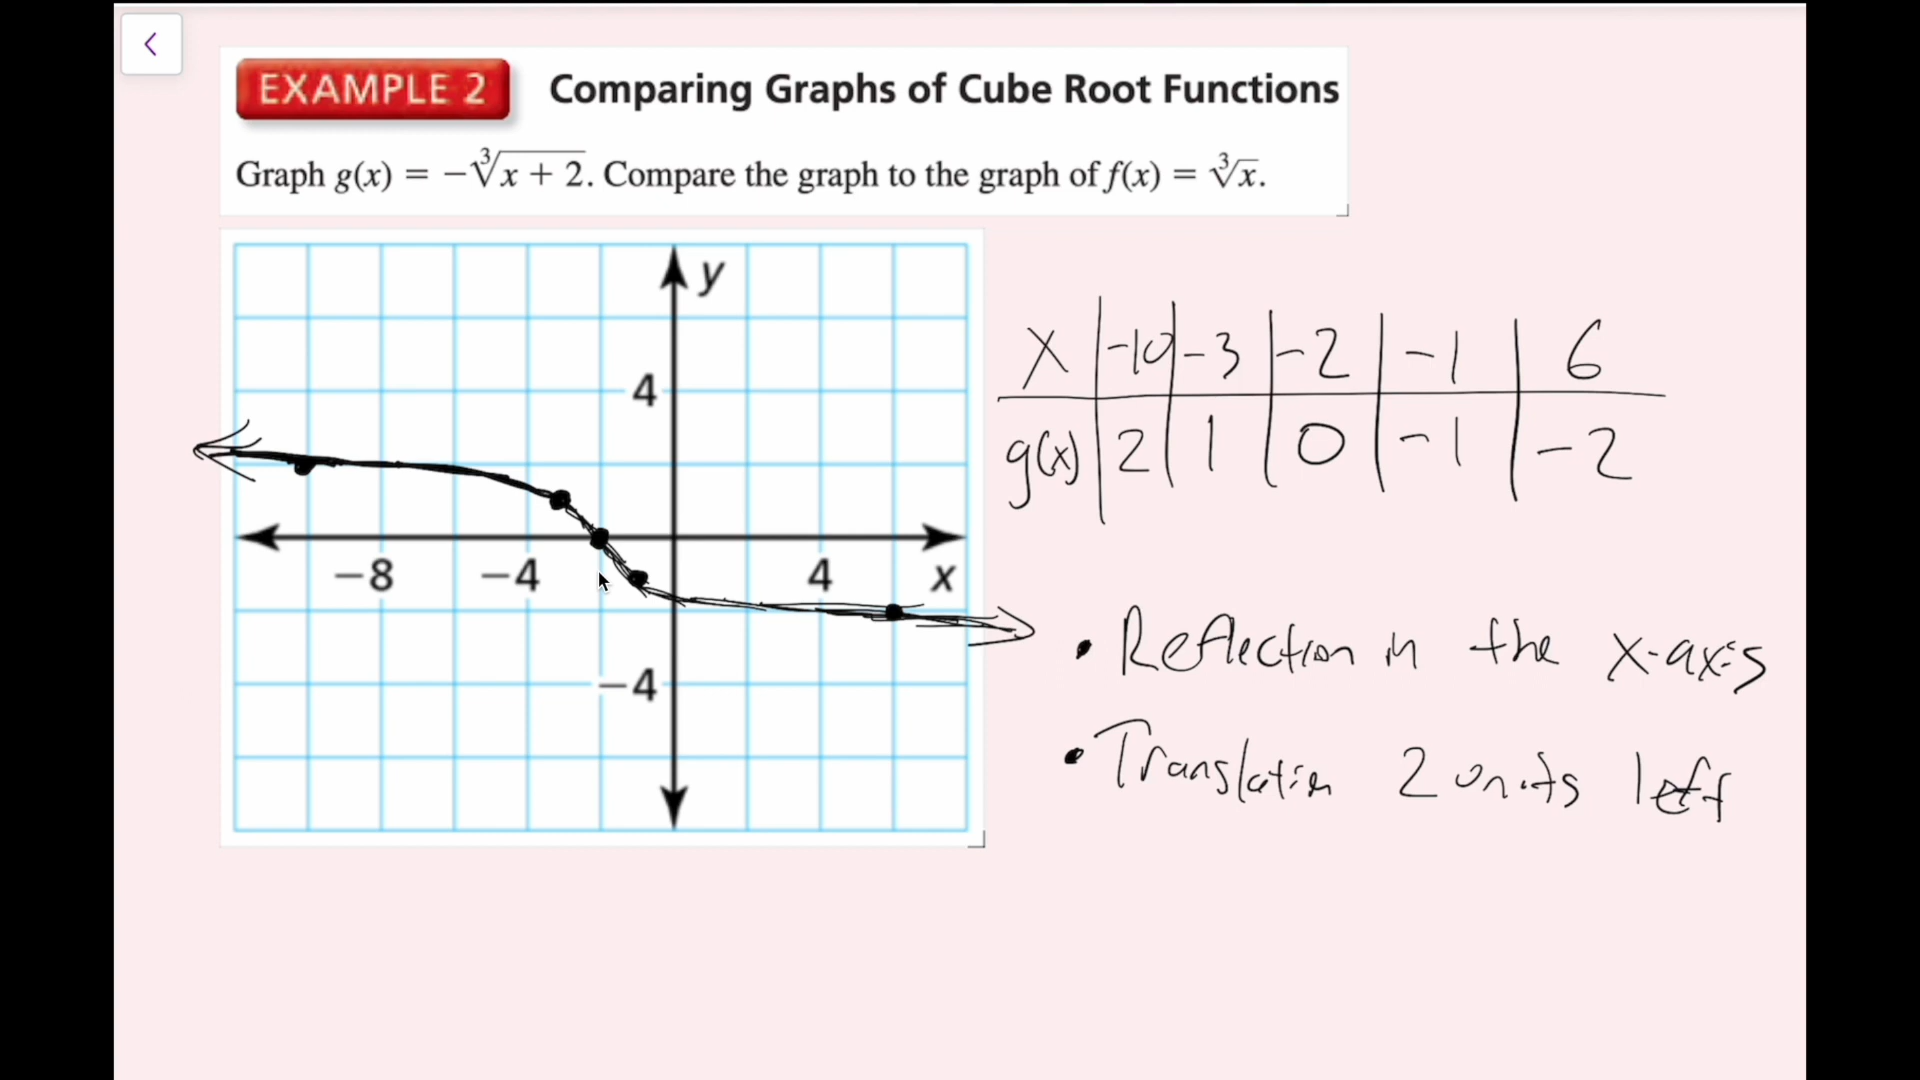 EXAMPLE 2 Comparing Graphs of Cube Root Functions
Graph g(x) = −∛(x + 2). Compare the graph to the graph of f(x) = ∛x.
y
4
−8 −4 4 x
−4
X -10 -3 -2 -1 6
g(x) 2 1 0 -1 -2
• Reflection in the x-axis
• Translation 2 units left